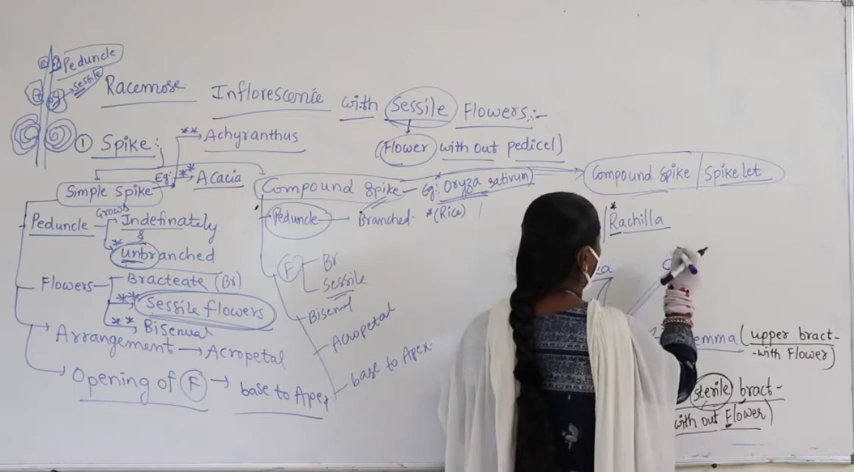 Peduncle
sessile
Racemose Inflorescenie with Sessile Flowers:-
(Flower with out pedicel)
① Spike:
** Achyranthus
Eg: * Acacia
Simple Spike
Peduncle grows * Indefinately
&
* unbranched
Flowers Bracteate (Br)
** Sessile flowers
** Bisexual
Arrangement → Acropetal
Opening of F → base to Apex
Compound Spike - eg: Oryza sativum
*(Rice)
Peduncle - Branched.
F Br
Sessile
Bisexual
Acropetal
base to Apex.
Compound Spike / Spikelet
* Rachilla
(upper bract-
-with Flower)
sterile bract-
with out Flower)